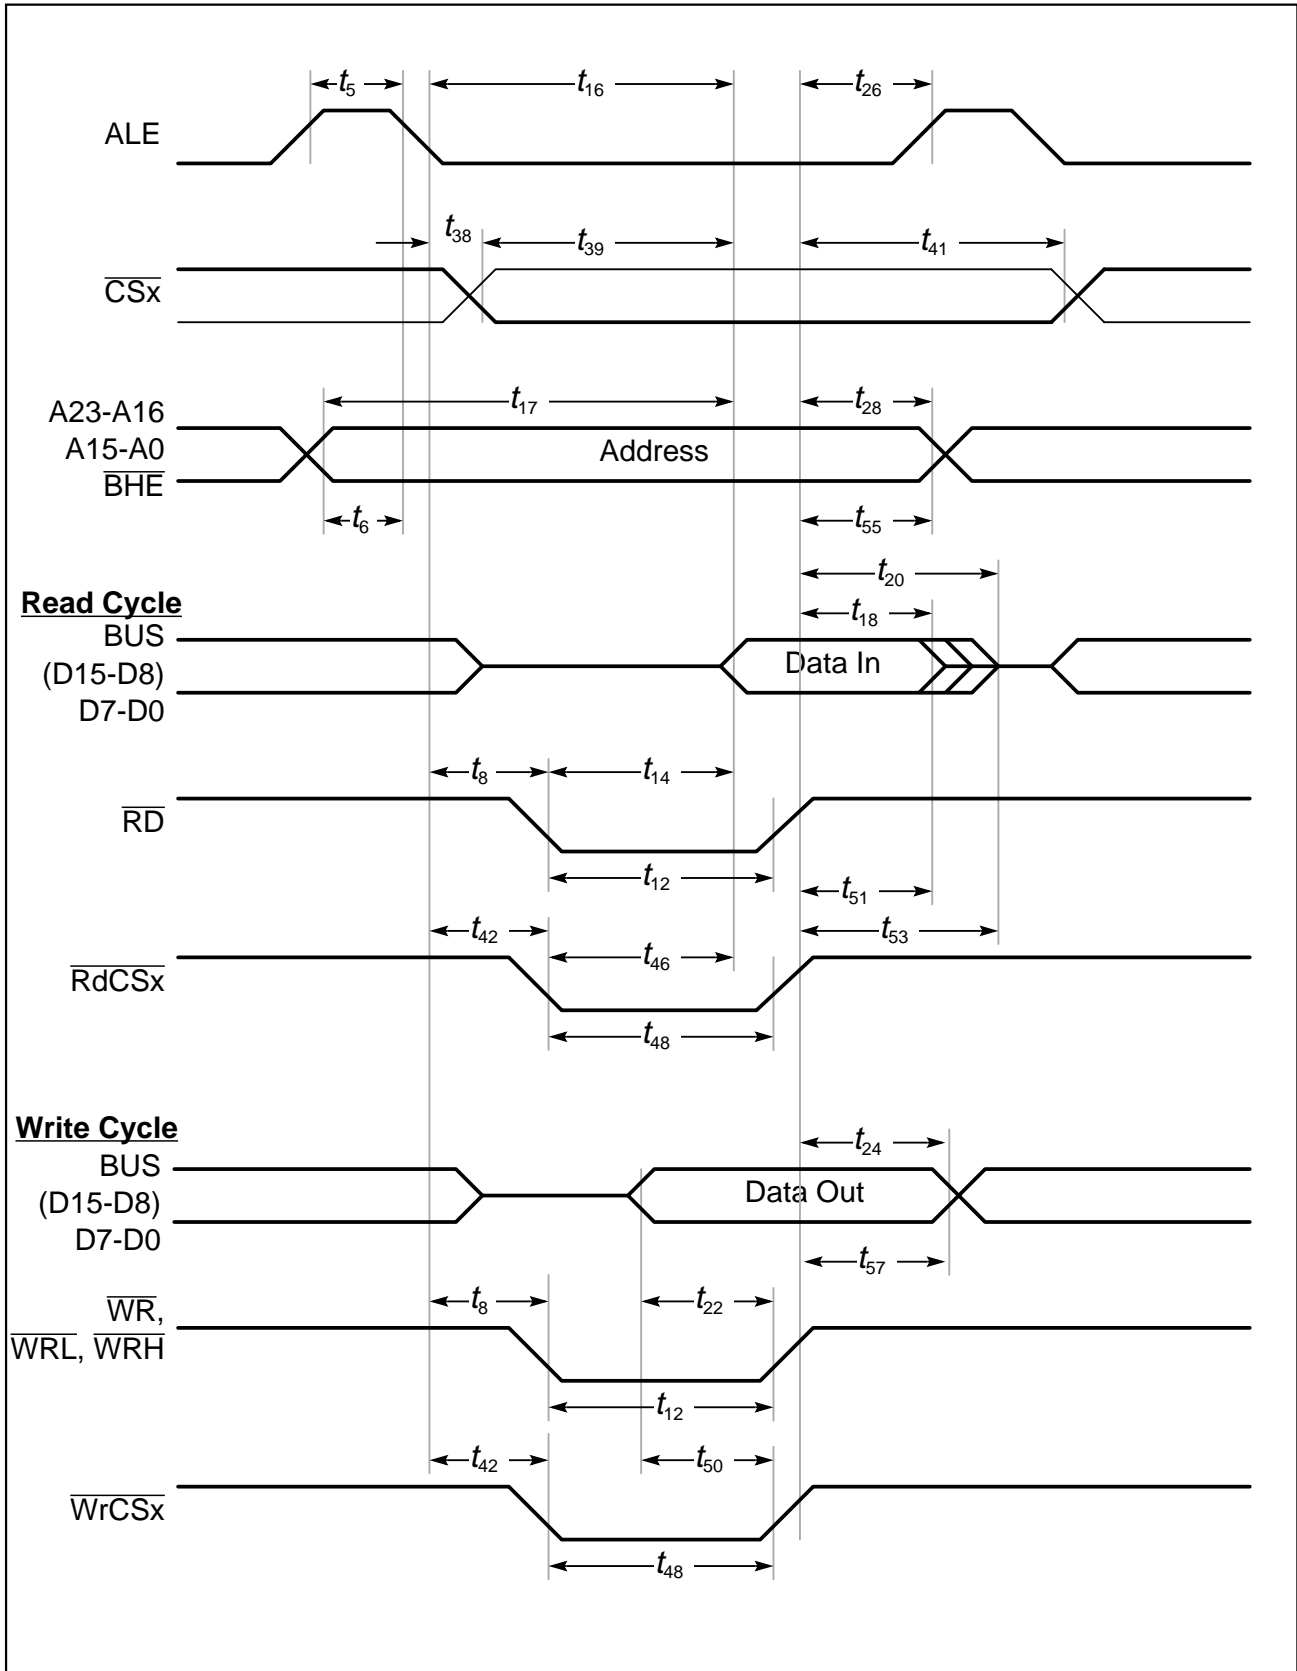 t5 t16 t26
ALE
t38 t39 t41
CSx
t17 t28
A23-A16
A15-A0
Address
BHE
t6 t55
t20
Read Cycle
t18
BUS
(D15-D8)
Data In
D7-D0
t8 t14
RD
t12 t51
t42 t46 t53
RdCSx
t48
Write Cycle
t24
BUS
(D15-D8)
Data Out
D7-D0
t57
t8 t22
WR,
WRL, WRH
t12
t42 t50
WrCSx
t48